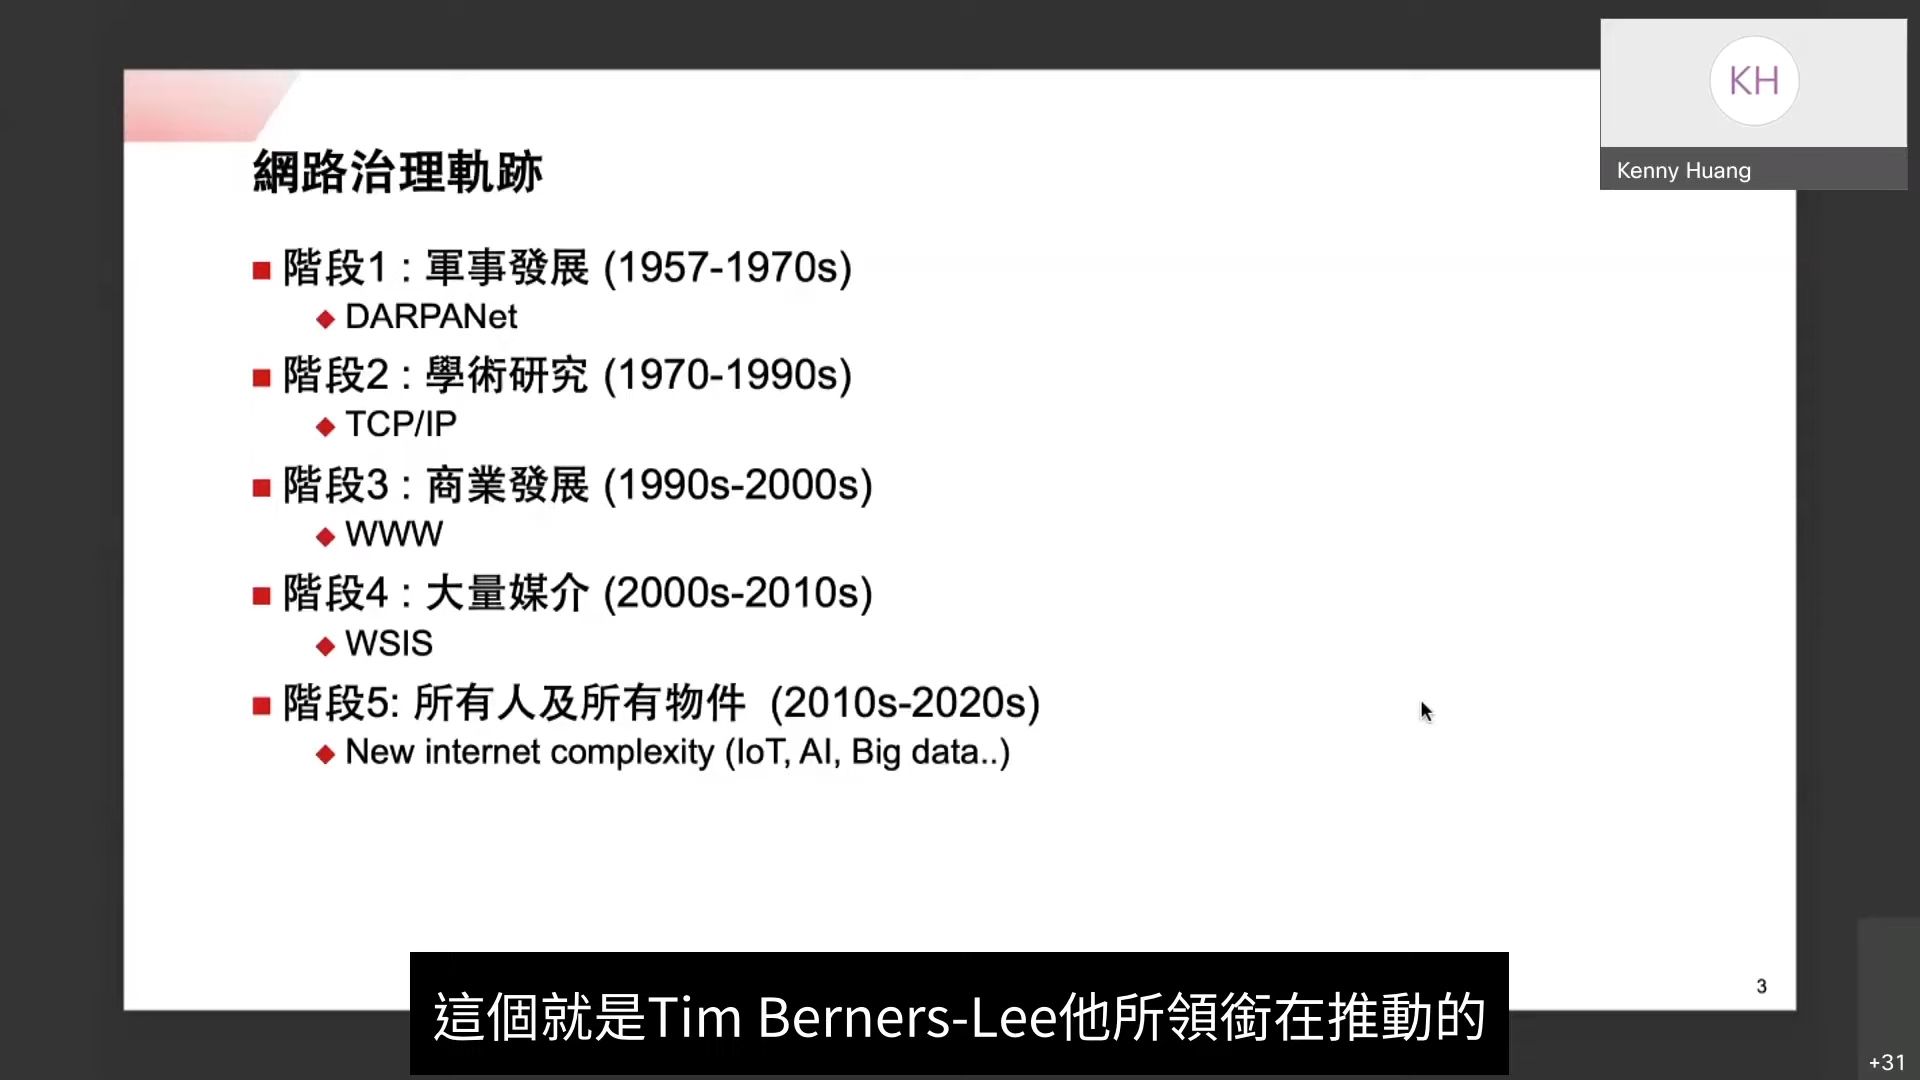 KH
Kenny Huang
網路治理軌跡
階段1 : 軍事發展 (1957-1970s)
DARPANet
階段2 : 學術研究 (1970-1990s)
TCP/IP
階段3 : 商業發展 (1990s-2000s)
WWW
階段4 : 大量媒介 (2000s-2010s)
WSIS
階段5: 所有人及所有物件 (2010s-2020s)
New internet complexity (IoT, AI, Big data..)
3
這個就是Tim Berners-Lee他所領銜在推動的
+31